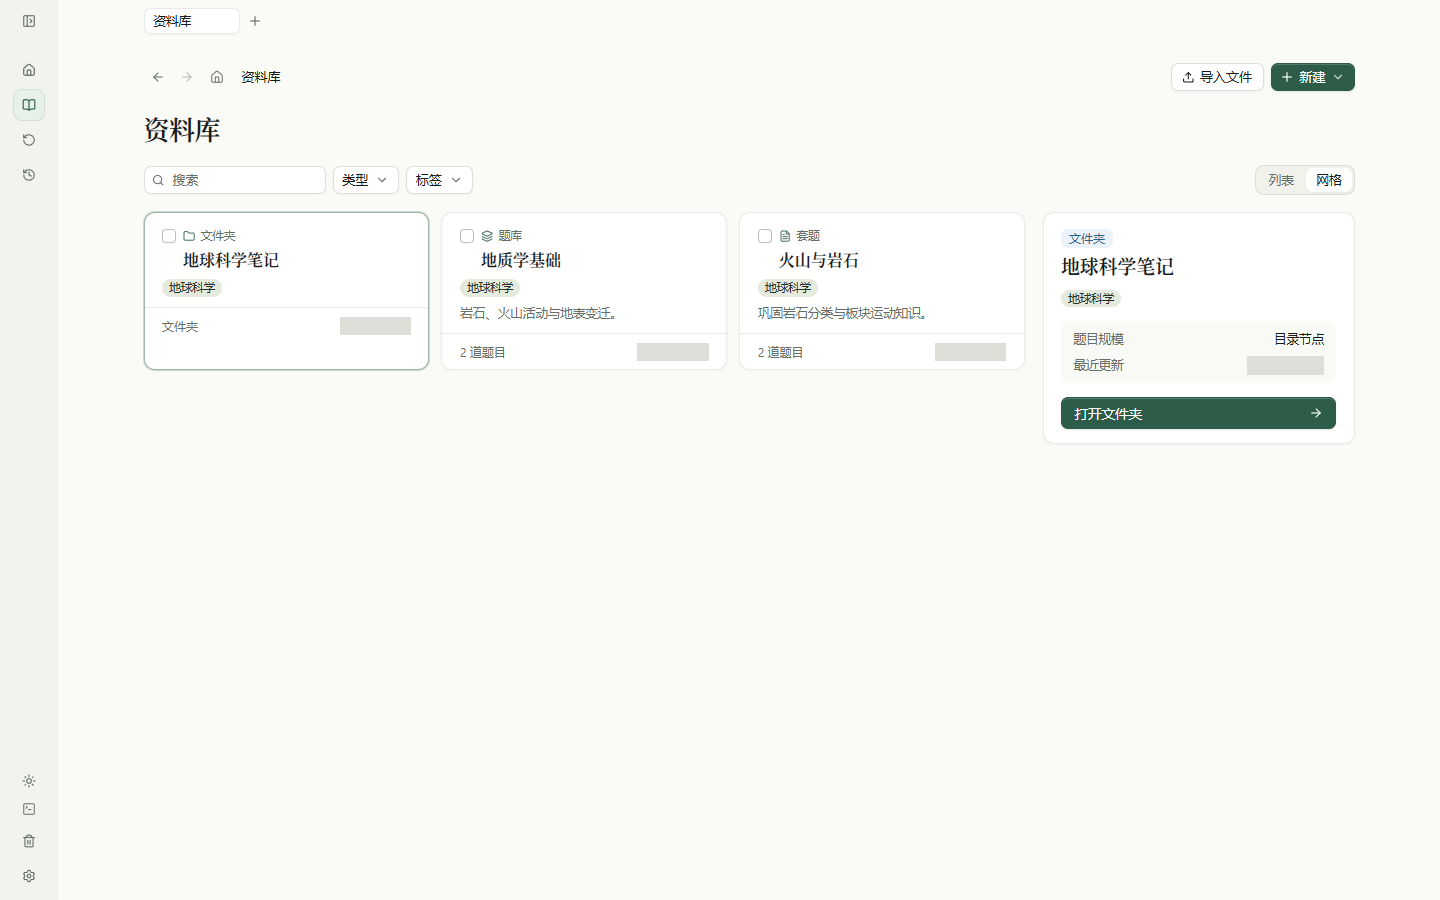 资料库
资料库
导入文件
新建
资料库
搜索
类型
标签
列表
网格
文件夹
地球科学笔记
地球科学
文件夹
题库
地质学基础
地球科学
岩石、火山活动与地表变迁。
2 道题目
套题
火山与岩石
地球科学
巩固岩石分类与板块运动知识。
2 道题目
文件夹
地球科学笔记
地球科学
题目规模 目录节点
最近更新
打开文件夹